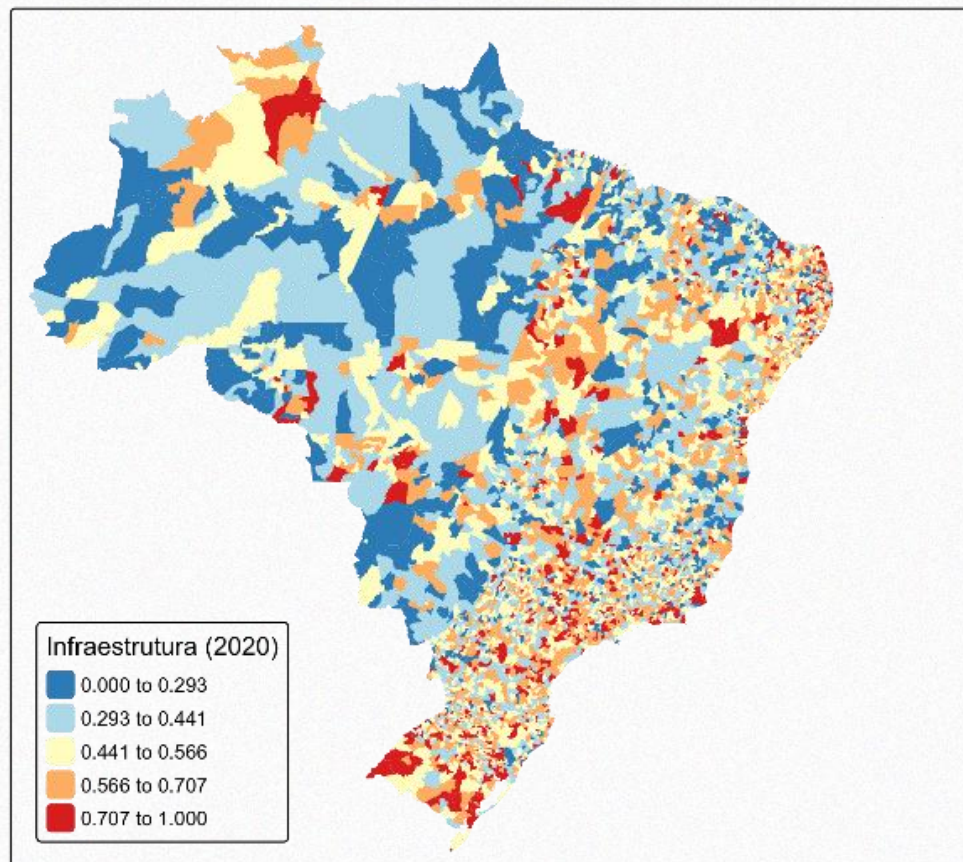 Infraestrutura (2020)
0.000 to 0.293
0.293 to 0.441
0.441 to 0.566
0.566 to 0.707
0.707 to 1.000